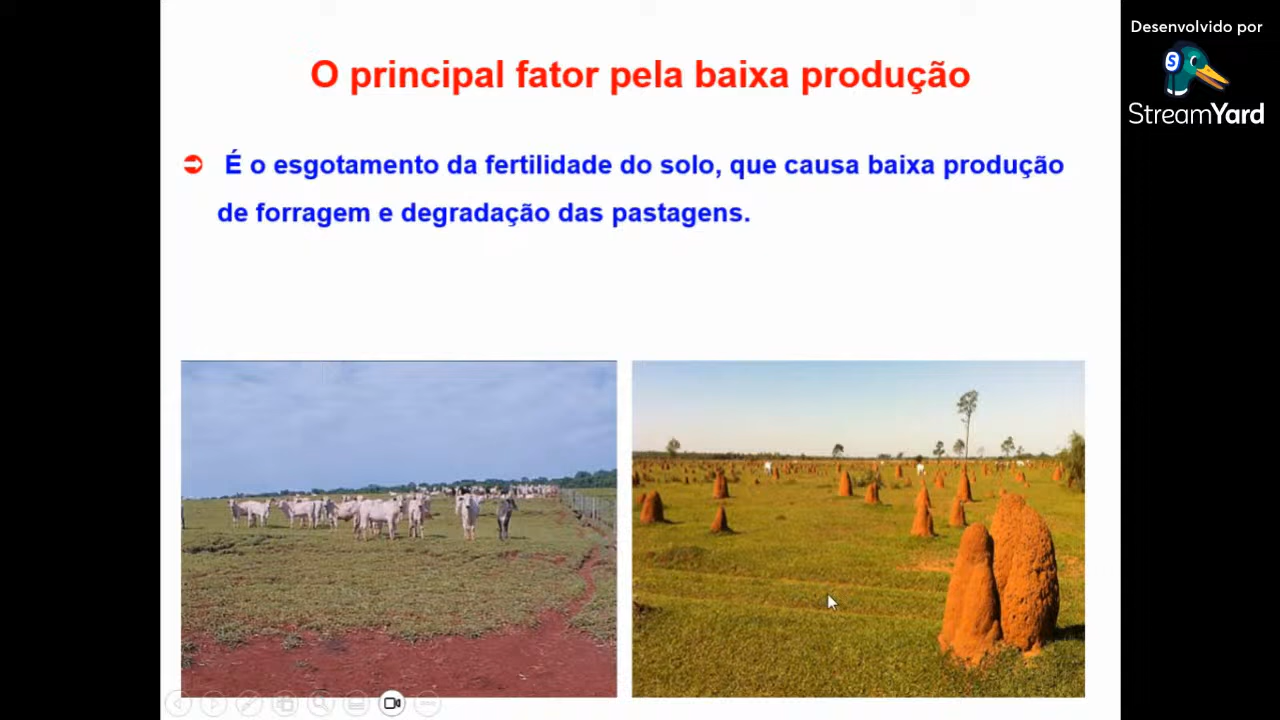 Desenvolvido por
S
StreamYard
O principal fator pela baixa produção
É o esgotamento da fertilidade do solo, que causa baixa produção
de forragem e degradação das pastagens.